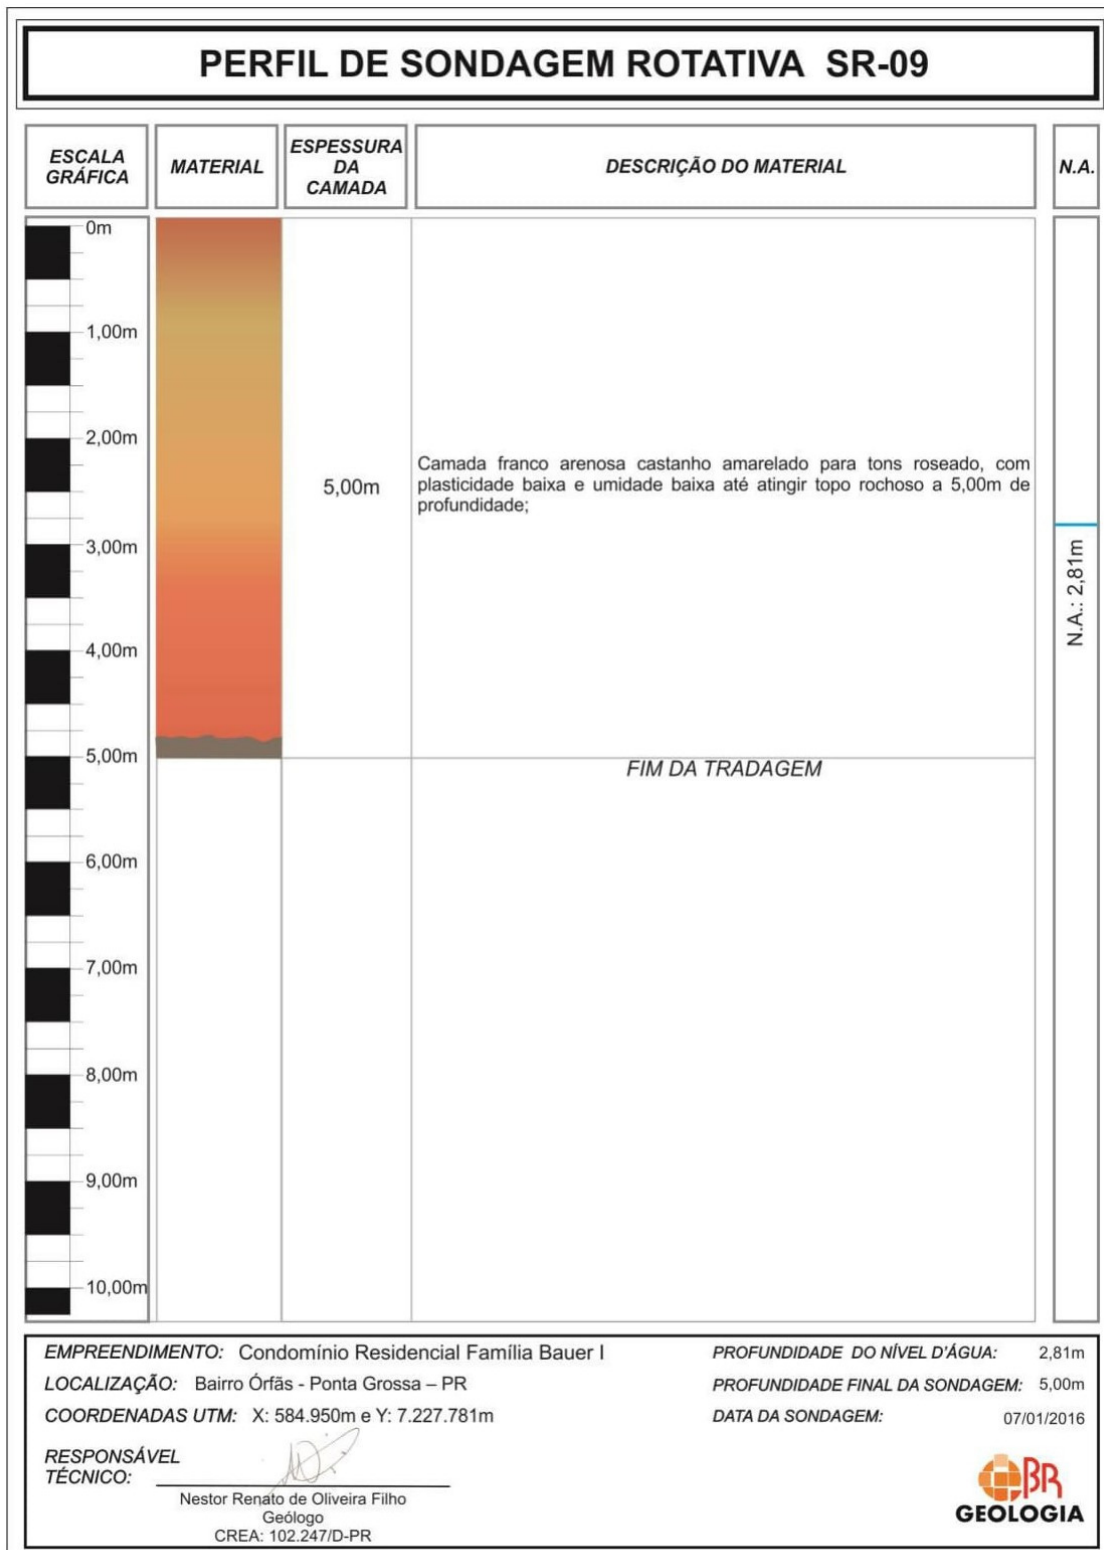 PERFIL DE SONDAGEM ROTATIVA SR-09
ESCALA
GRÁFICA
MATERIAL
ESPESSURA
DA
CAMADA
DESCRIÇÃO DO MATERIAL
N.A.
0m
1,00m
2,00m
3,00m
4,00m
5,00m
6,00m
7,00m
8,00m
9,00m
10,00m
5,00m
Camada franco arenosa castanho amarelado para tons roseado, com
plasticidade baixa e umidade baixa até atingir topo rochoso a 5,00m de
profundidade;
FIM DA TRADAGEM
N.A.: 2,81m
EMPREENDIMENTO: Condomínio Residencial Família Bauer I
LOCALIZAÇÃO: Bairro Órfãs - Ponta Grossa – PR
COORDENADAS UTM: X: 584.950m e Y: 7.227.781m
RESPONSÁVEL
TÉCNICO:
Nestor Renato de Oliveira Filho
Geólogo
CREA: 102.247/D-PR
PROFUNDIDADE DO NÍVEL D'ÁGUA: 2,81m
PROFUNDIDADE FINAL DA SONDAGEM: 5,00m
DATA DA SONDAGEM: 07/01/2016
BR
GEOLOGIA